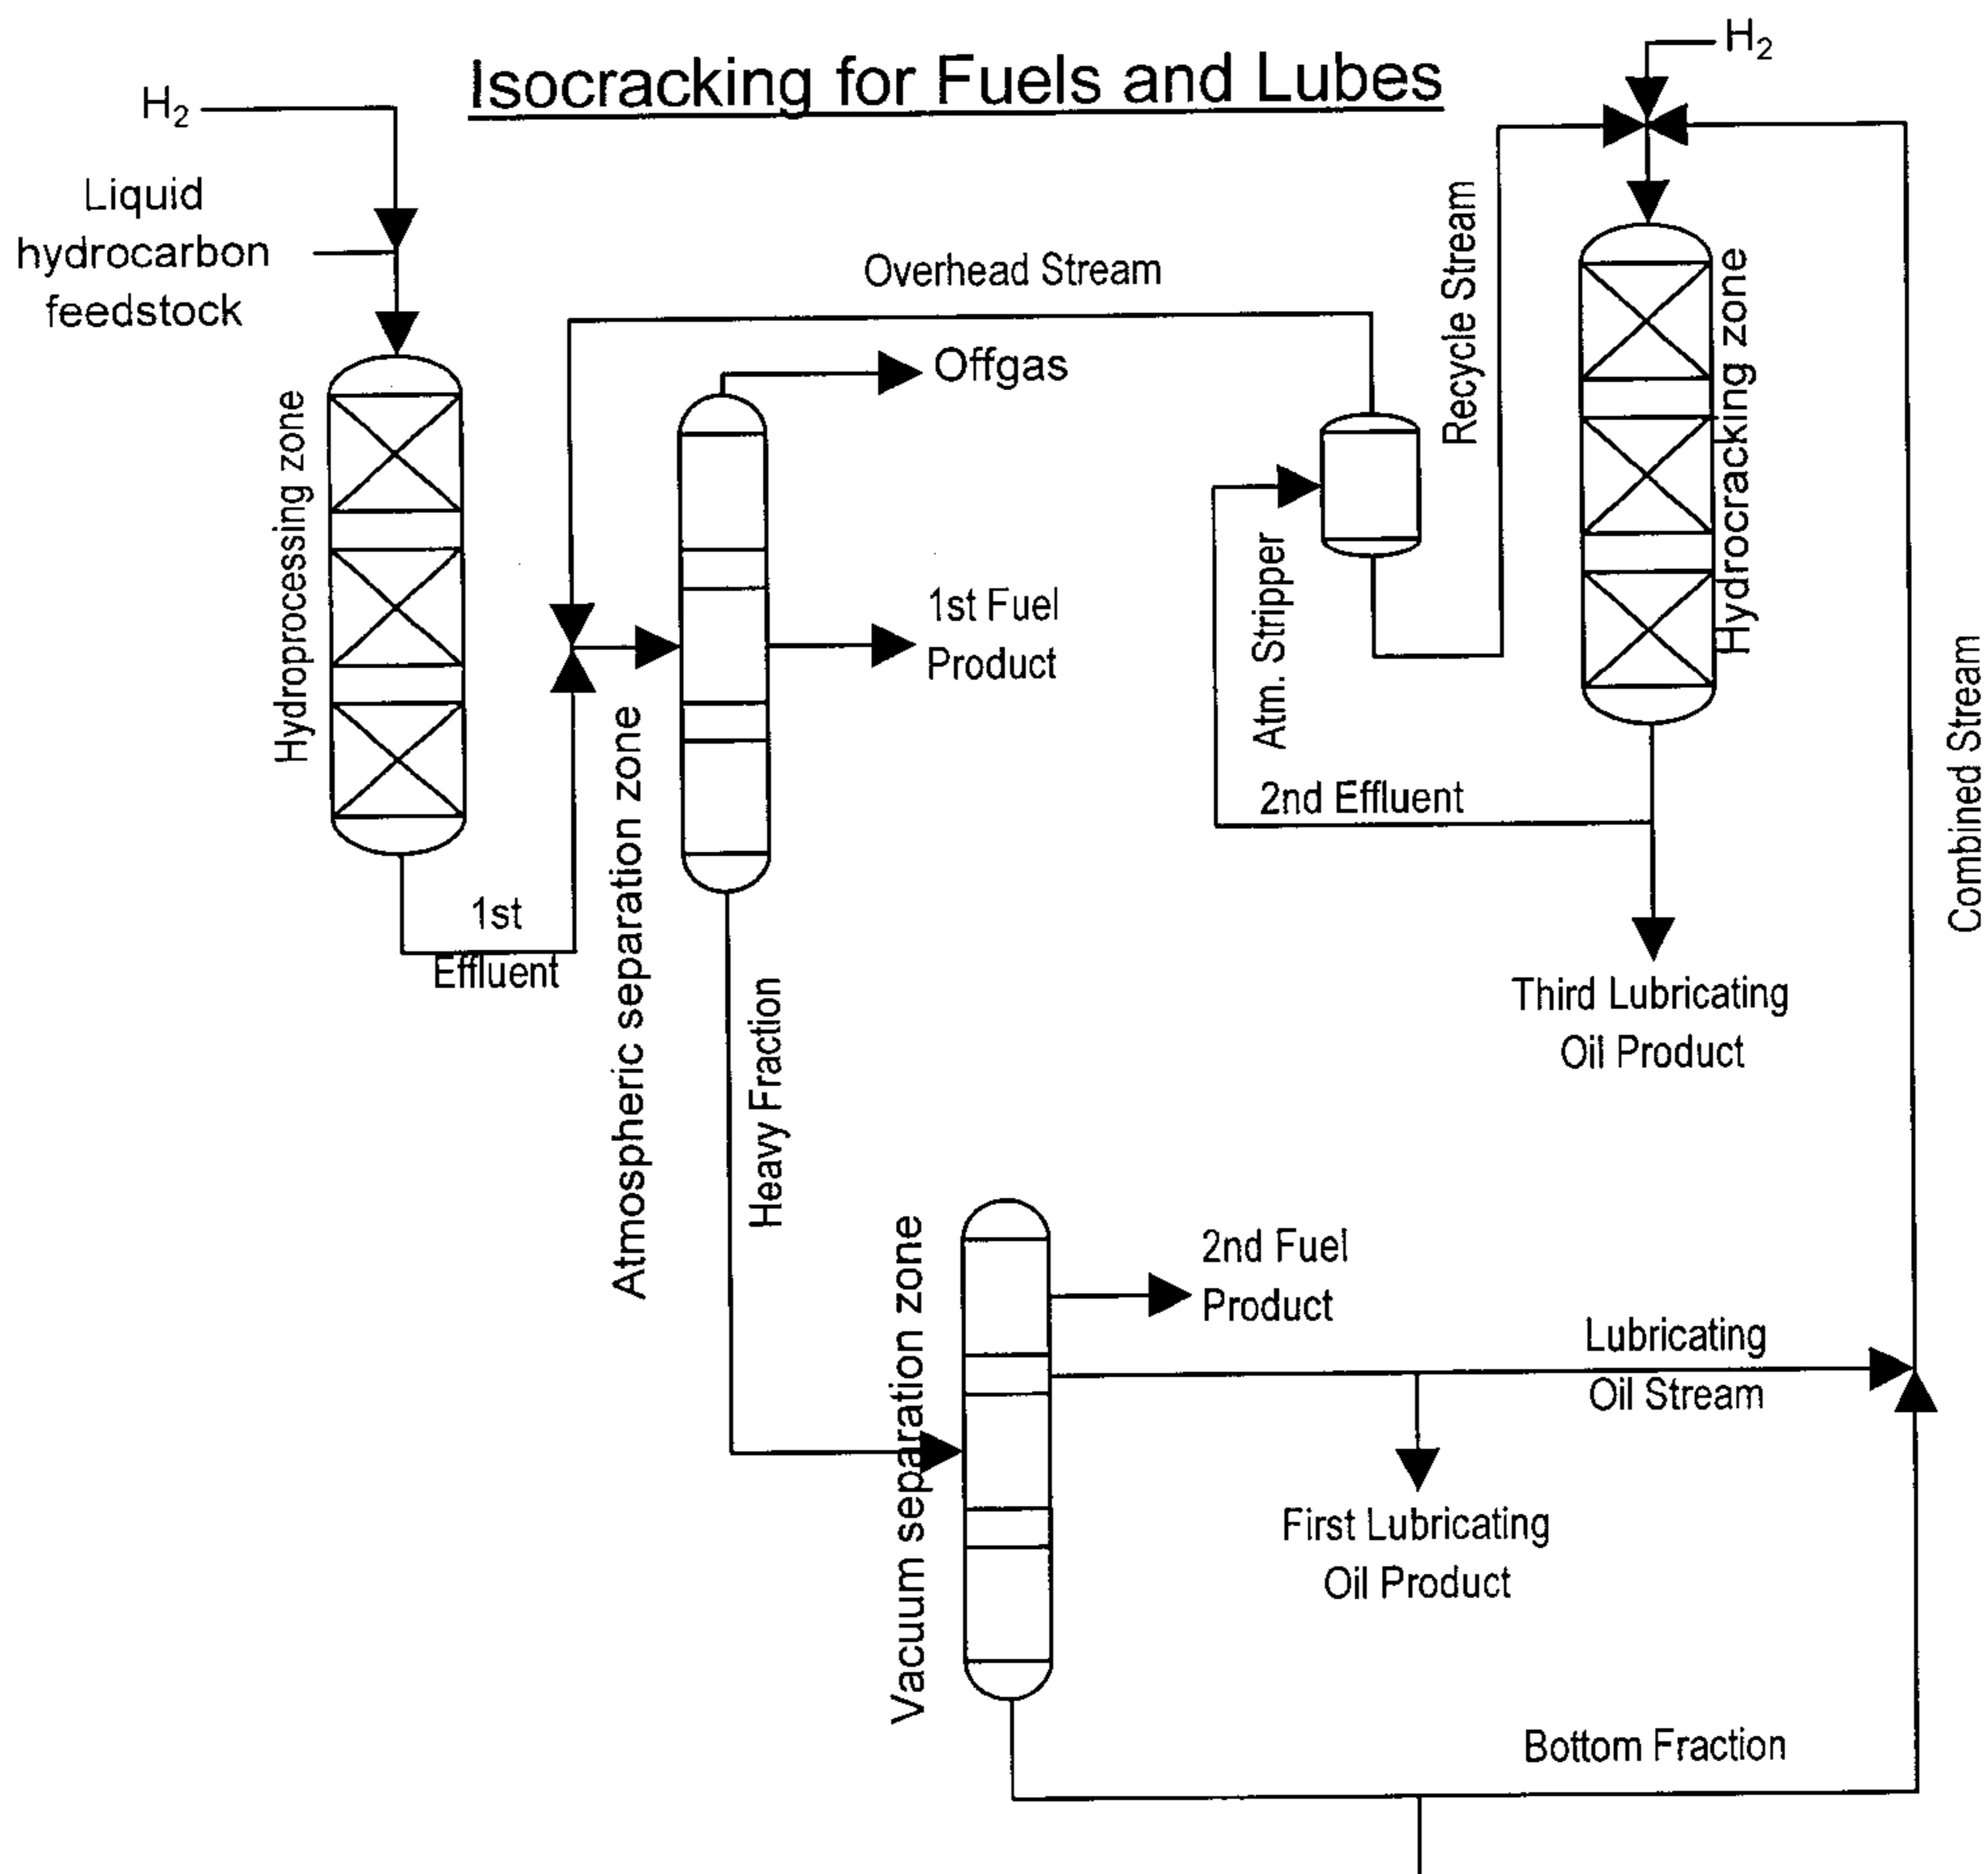 Isocracking for Fuels and Lubes
H₂
H₂
Liquid
hydrocarbon
feedstock
Overhead Stream
Offgas
Recycle Stream
Hydrocracking zone
Hydroprocessing zone
1st Fuel
Product
Atm. Stripper
2nd Effluent
Combined Stream
1st
Effluent
Atmospheric separation zone
Heavy Fraction
Third Lubricating
Oil Product
Vacuum separation zone
2nd Fuel
Product
Lubricating
Oil Stream
First Lubricating
Oil Product
Bottom Fraction